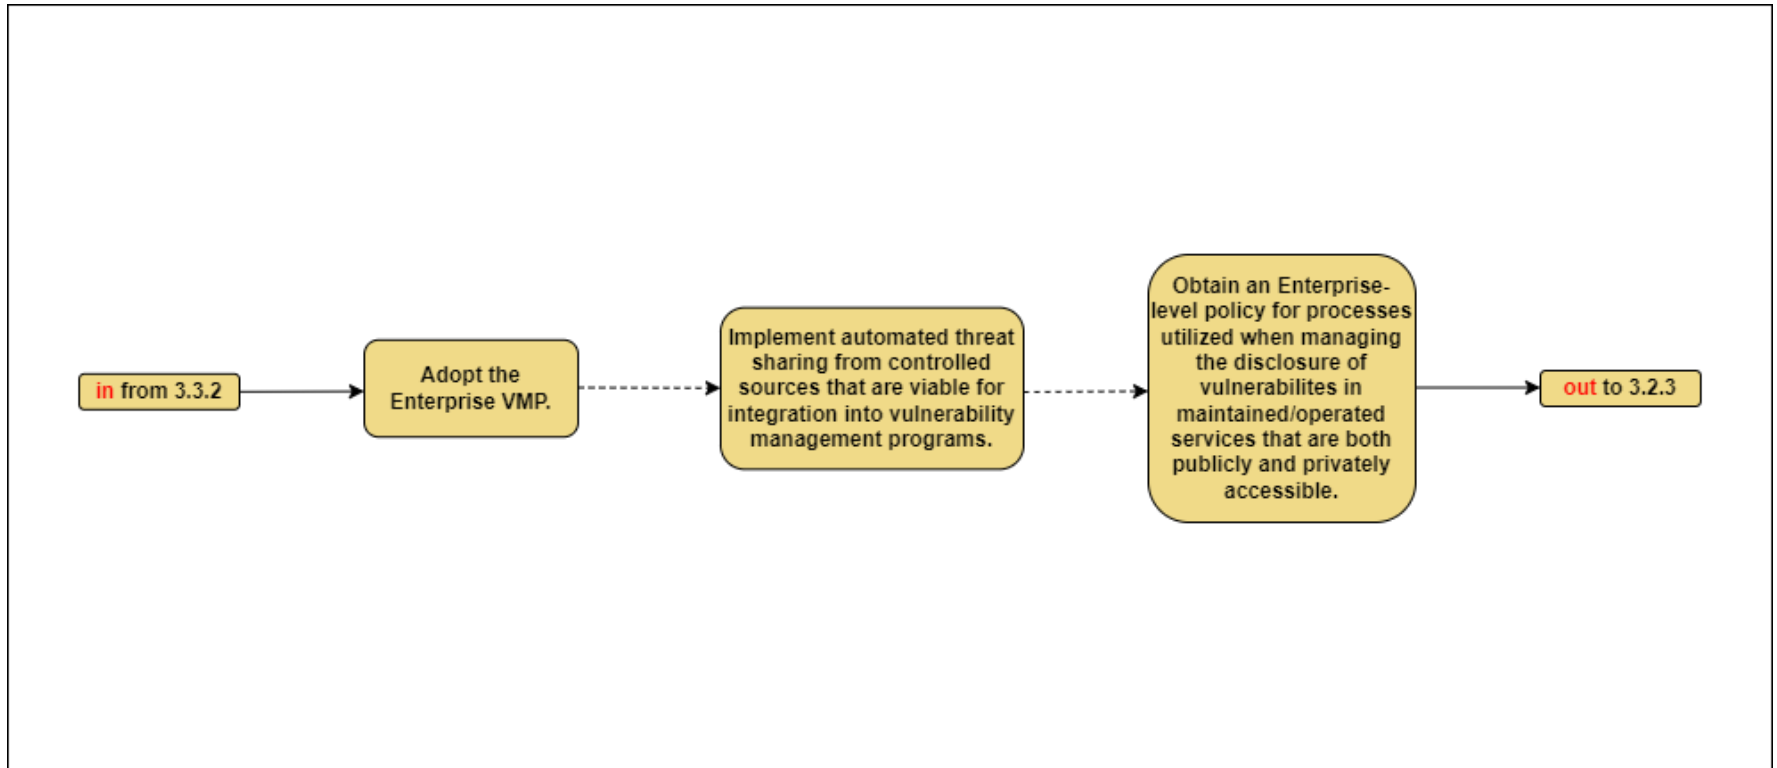 in from 3.3.2
Adopt the
Enterprise VMP.
Implement automated threat
sharing from controlled
sources that are viable for
integration into vulnerability
management programs.
Obtain an Enterprise-
level policy for processes
utilized when managing
the disclosure of
vulnerabilites in
maintained/operated
services that are both
publicly and privately
accessible.
out to 3.2.3